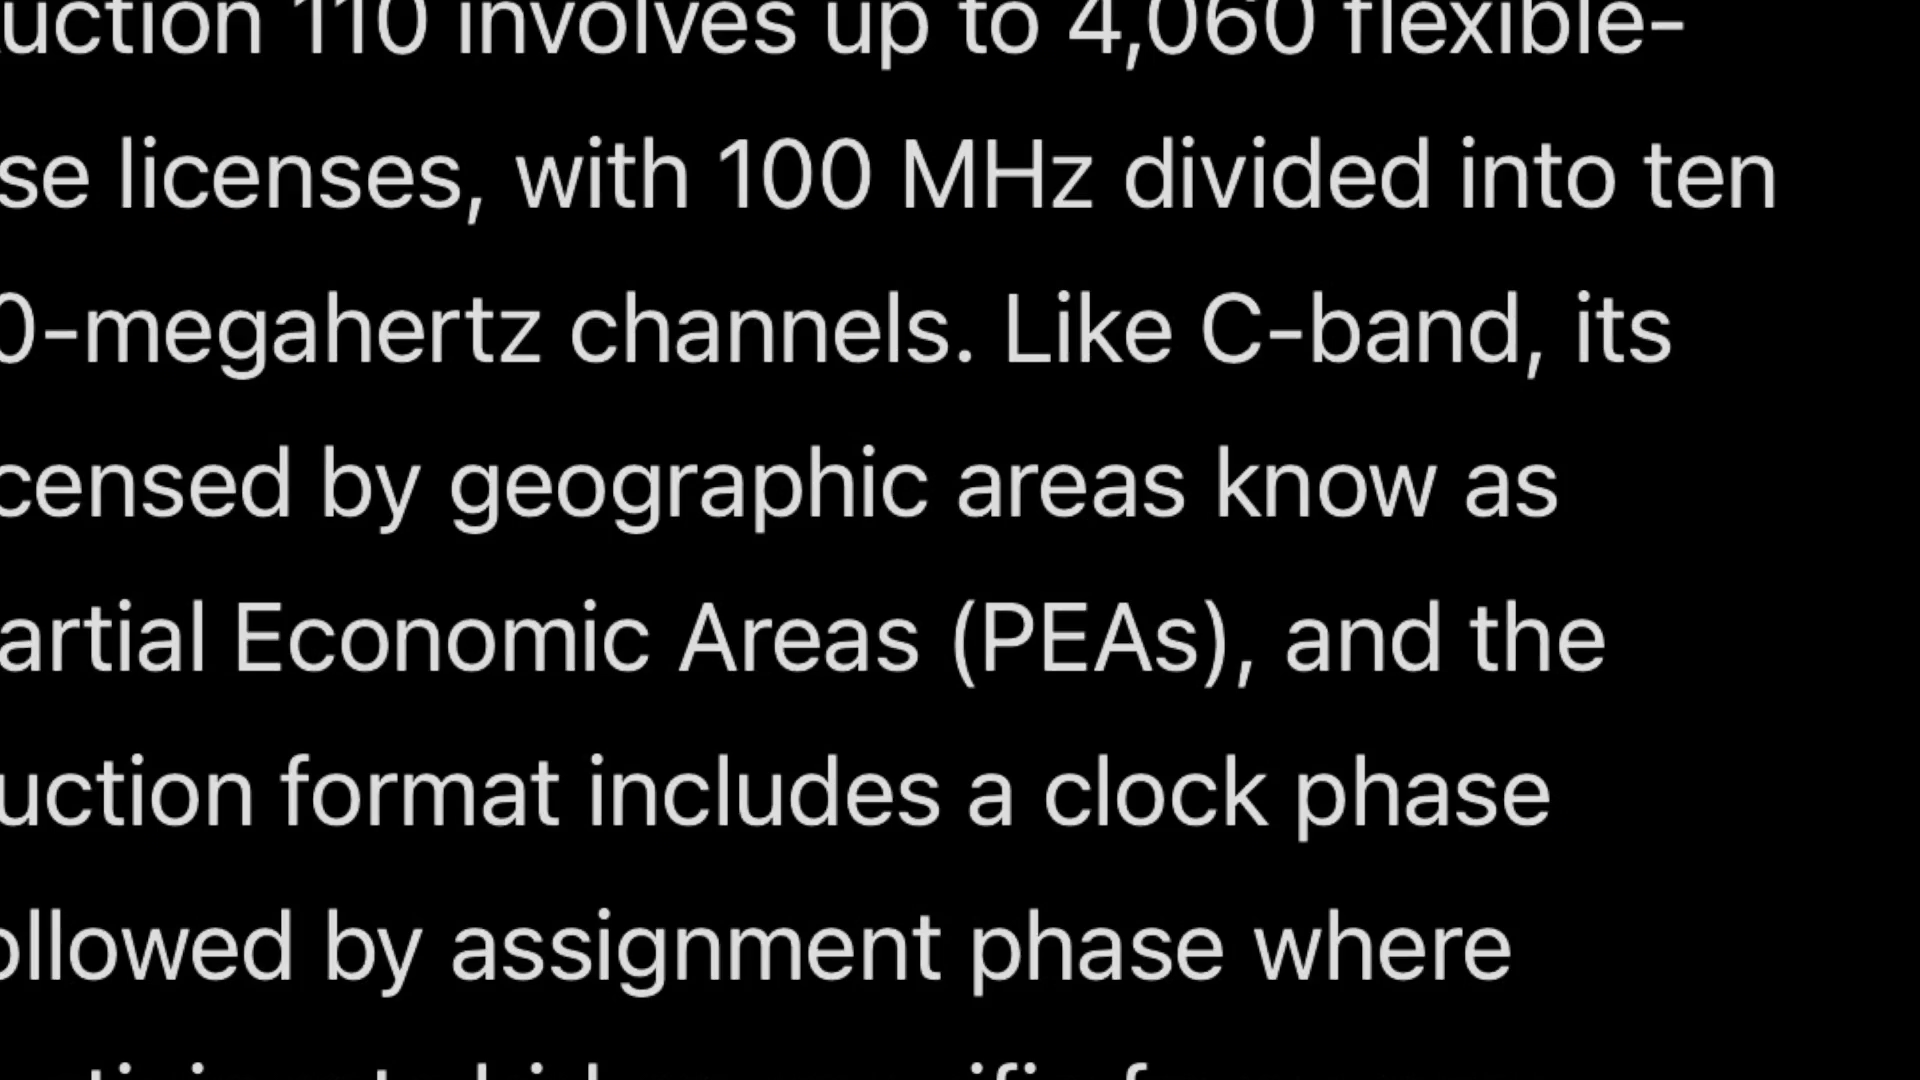 uction 110 involves up to 4,060 flexible-
se licenses, with 100 MHz divided into ten
0-megahertz channels. Like C-band, its
censed by geographic areas know as
artial Economic Areas (PEAs), and the
uction format includes a clock phase
ollowed by assignment phase where